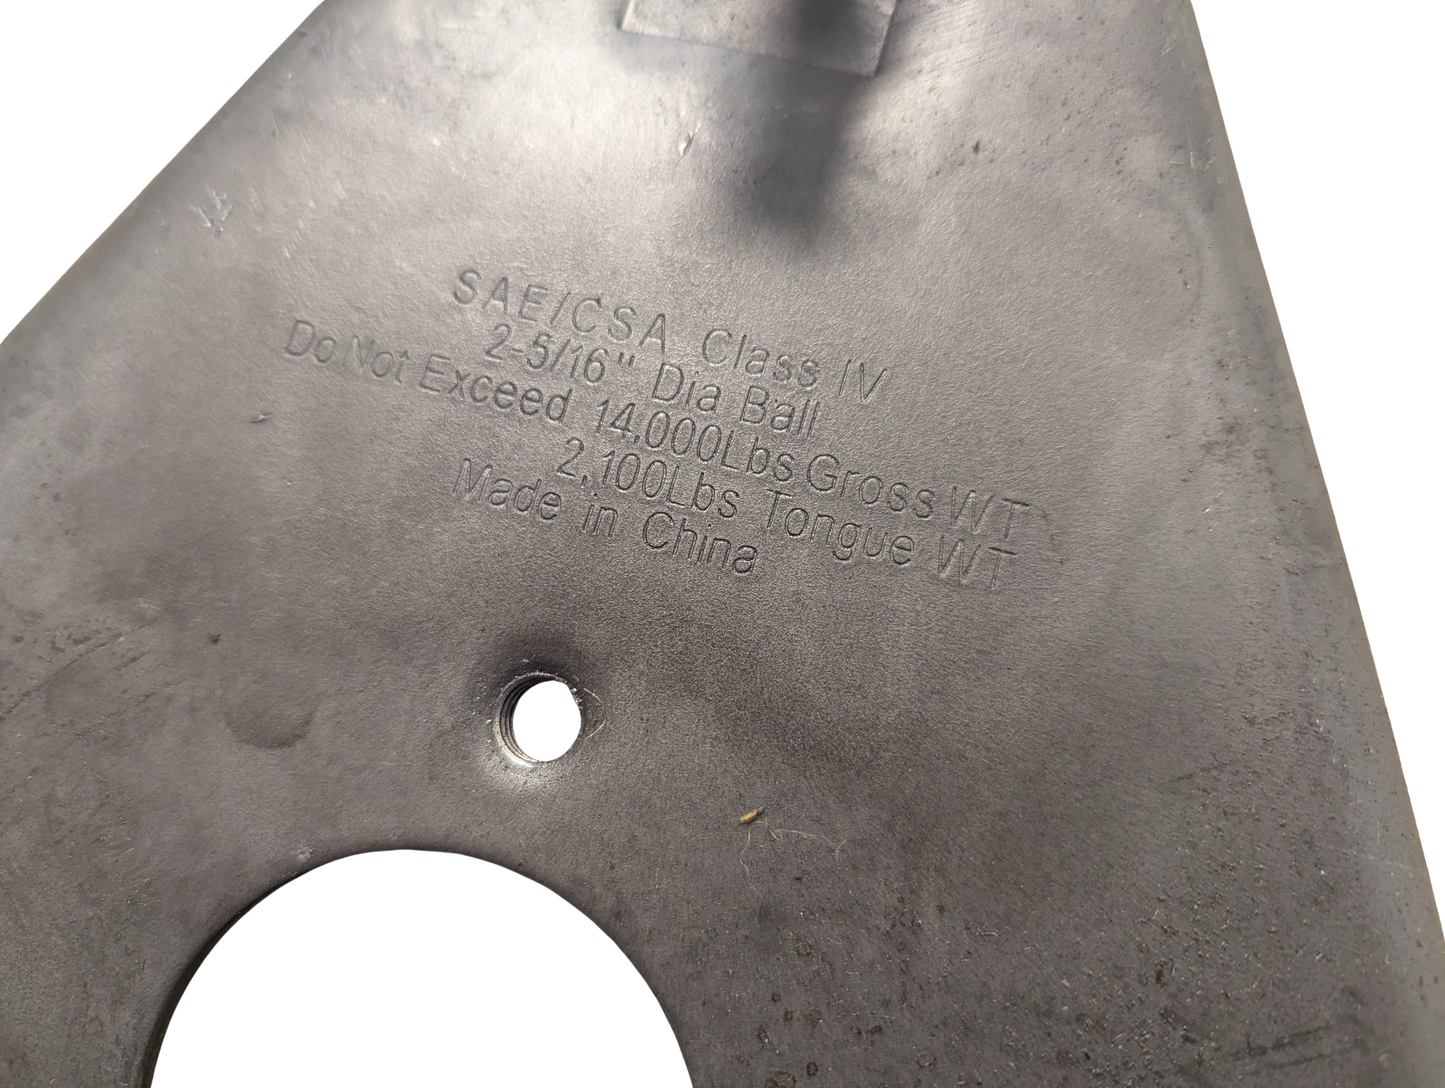 SAE/CSA Class IV
2-5/16" Dia Ball
Do Not Exceed 14,000Lbs Gross WT
2,100Lbs Tongue WT
Made in China